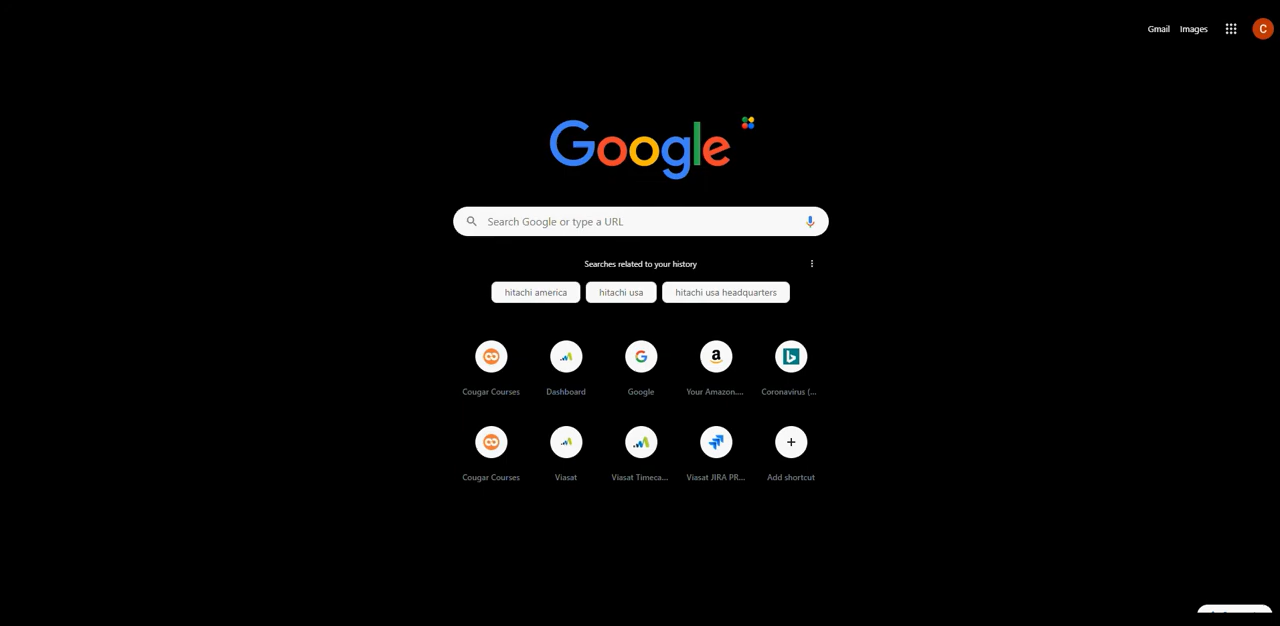 Gmail Images
C
Google
Search Google or type a URL
Searches related to your history
hitachi america hitachi usa hitachi usa headquarters
Cougar Courses Dashboard Google Your Amazon.... Coronavirus (...
Cougar Courses Viasat Viasat Timeca... Viasat JIRA PR... Add shortcut